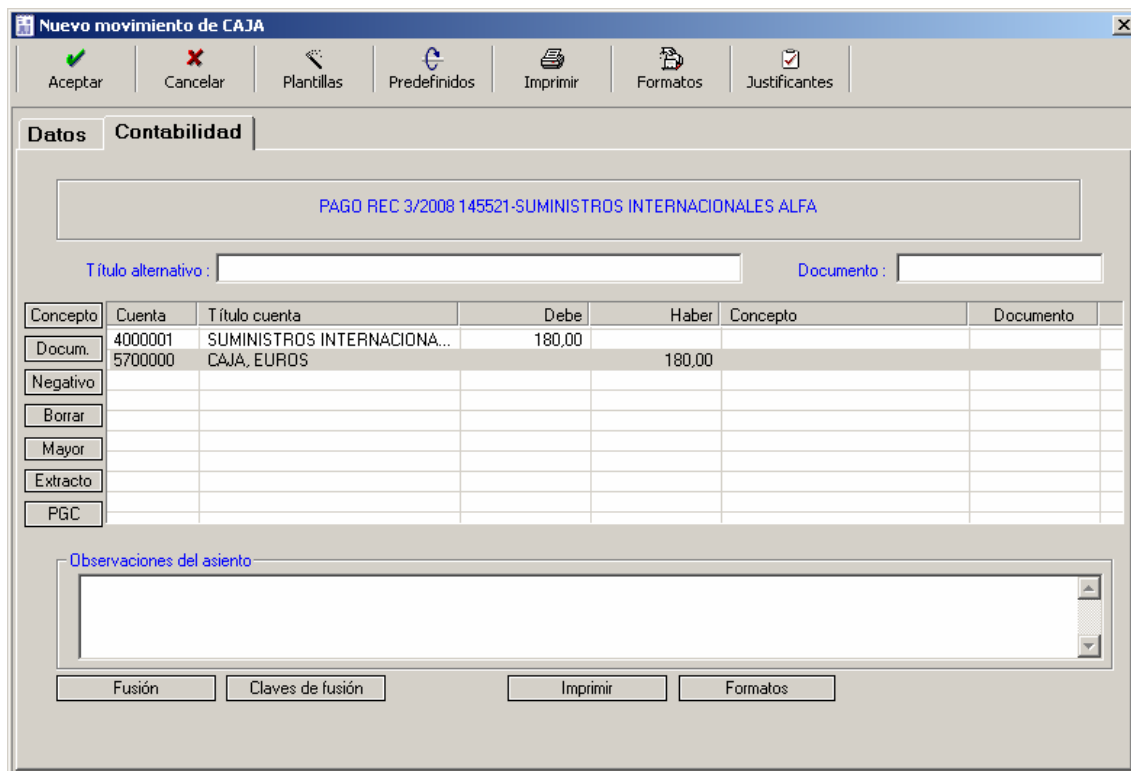 Nuevo movimiento de CAJA
Aceptar Cancelar Plantillas Predefinidos Imprimir Formatos Justificantes
Datos Contabilidad
PAGO REC 3/2008 145521-SUMINISTROS INTERNACIONALES ALFA
Título alternativo : Documento :
Concepto Cuenta Título cuenta Debe Haber Concepto Documento
4000001 SUMINISTROS INTERNACIONA... 180,00
Docum.
5700000 CAJA, EUROS 180,00
Negativo
Borrar
Mayor
Extracto
PGC
Observaciones del asiento
Fusión Claves de fusión Imprimir Formatos